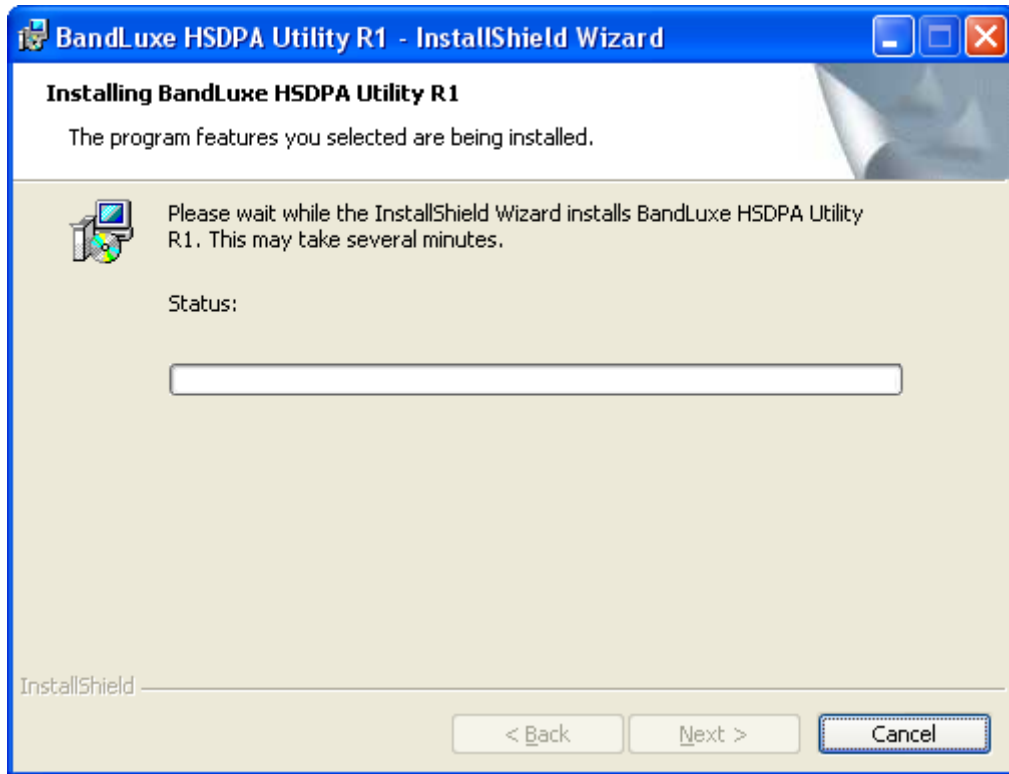 BandLuxe HSDPA Utility R1 - InstallShield Wizard
Installing BandLuxe HSDPA Utility R1
The program features you selected are being installed.
Please wait while the InstallShield Wizard installs BandLuxe HSDPA Utility
R1. This may take several minutes.
Status:
InstallShield
< Back Next > Cancel